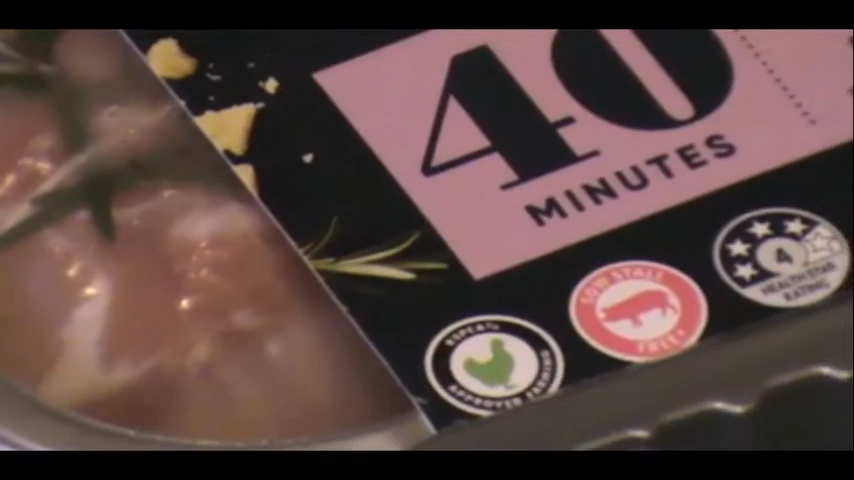 40
MINUTES
RSPCA
APPROVED FARMING
SOW STALL
FREE+
4
HEALTH STAR
RATING